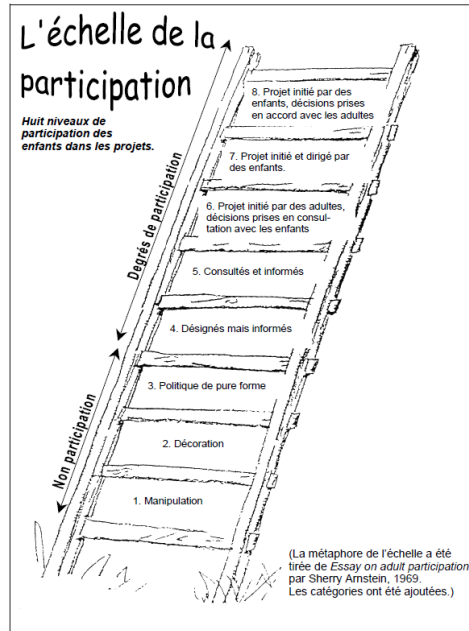 L'échelle de la
participation
Huit niveaux de
participation des
enfants dans les projets.
Degrés de participation
Non participation
8. Projet initié par des
enfants, décisions prises
en accord avec les adultes
7. Projet initié et dirigé par
des enfants.
6. Projet initié par des adultes,
décisions prises en consul-
tation avec les enfants
5. Consultés et informés
4. Désignés mais informés
3. Politique de pure forme
2. Décoration
1. Manipulation
(La métaphore de l'échelle a été
tirée de Essay on adult participation
par Sherry Arnstein, 1969.
Les catégories ont été ajoutées.)